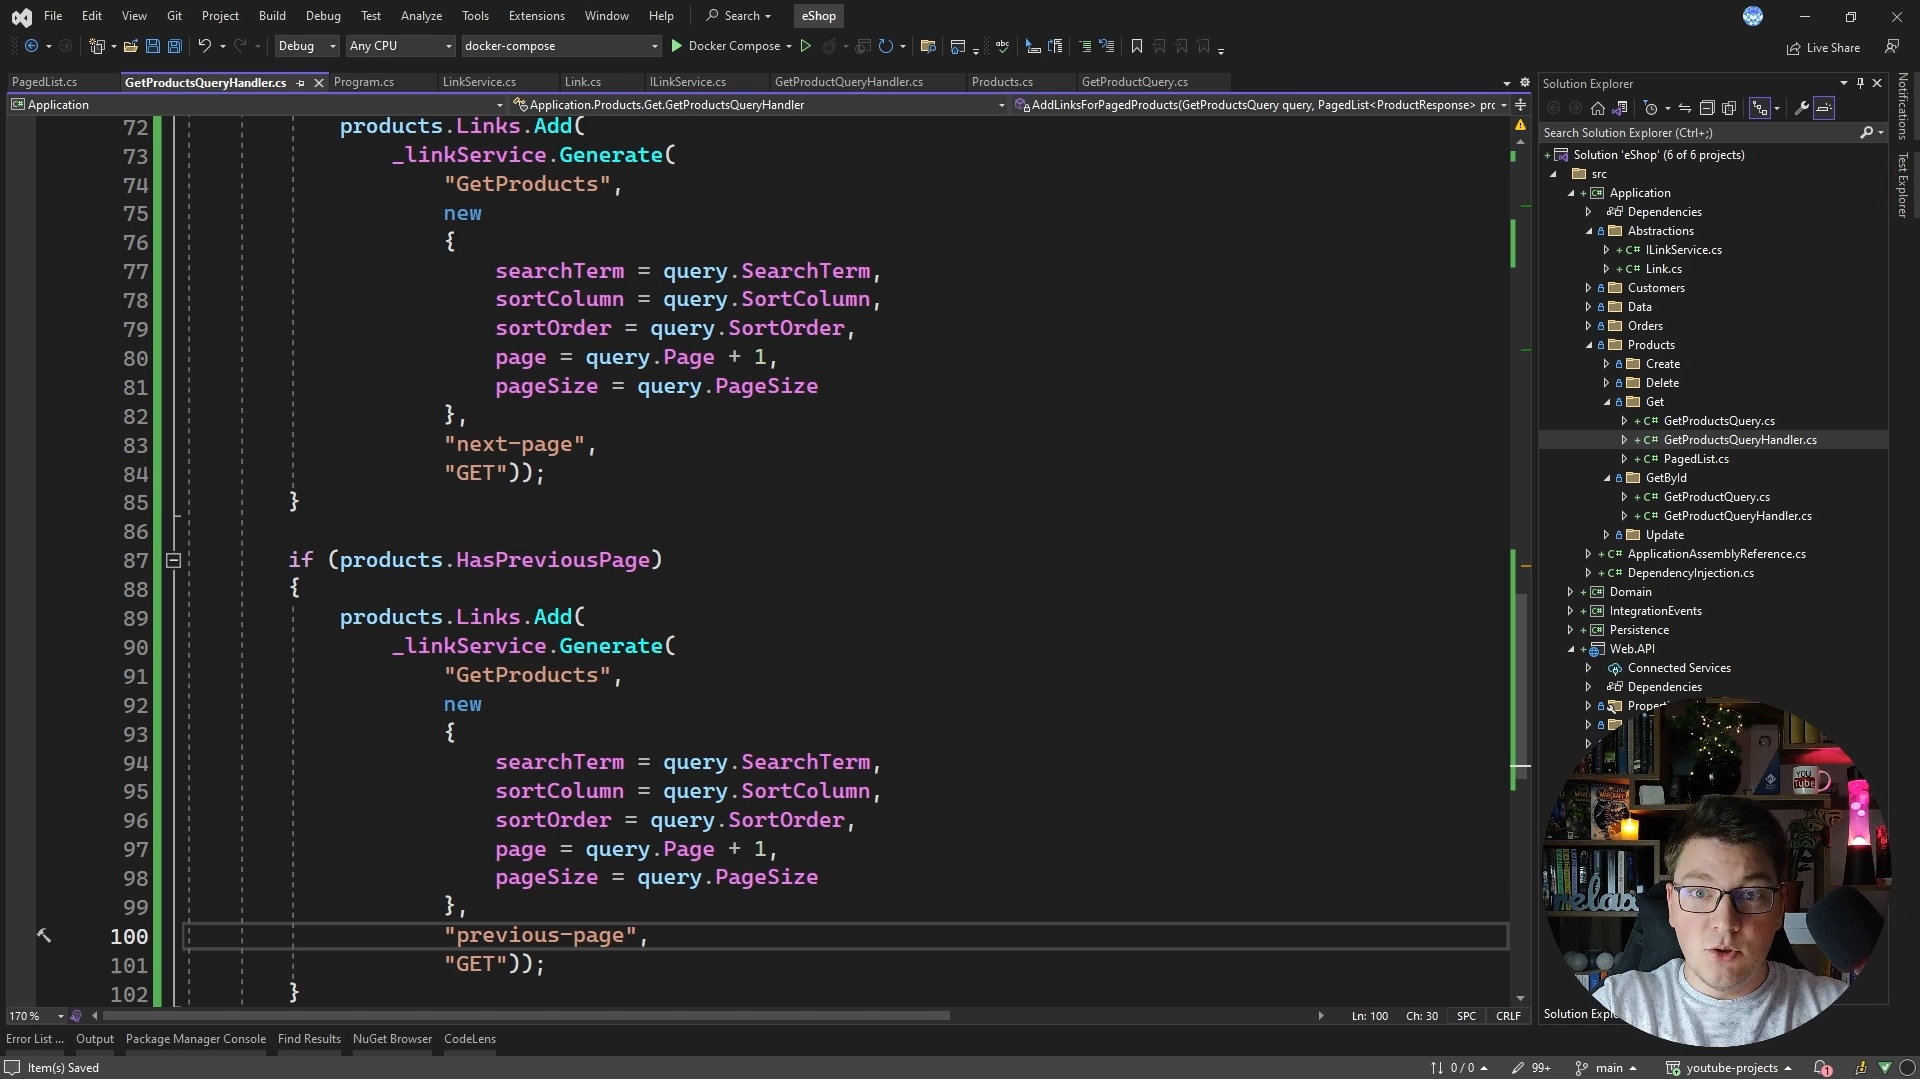 File Edit View Git Project Build Debug Test Analyze Tools Extensions Window Help Search eShop
Debug Any CPU docker-compose Docker Compose Live Share
PagedList.cs GetProductsQueryHandler.cs Program.cs LinkService.cs Link.cs ILinkService.cs GetProductQueryHandler.cs Products.cs GetProductQuery.cs
Application Application.Products.Get.GetProductsQueryHandler AddLinksForPagedProducts(GetProductsQuery query, PagedList<ProductResponse> prc
72 products.Links.Add(
73 _linkService.Generate(
74 "GetProducts",
75 new
76 {
77 searchTerm = query.SearchTerm,
78 sortColumn = query.SortColumn,
79 sortOrder = query.SortOrder,
80 page = query.Page + 1,
81 pageSize = query.PageSize
82 },
83 "next-page",
84 "GET"));
85 }
86
87 if (products.HasPreviousPage)
88 {
89 products.Links.Add(
90 _linkService.Generate(
91 "GetProducts",
92 new
93 {
94 searchTerm = query.SearchTerm,
95 sortColumn = query.SortColumn,
96 sortOrder = query.SortOrder,
97 page = query.Page + 1,
98 pageSize = query.PageSize
99 },
100 "previous-page",
101 "GET"));
102 }
170 % Ln: 100 Ch: 30 SPC CRLF
Error List ... Output Package Manager Console Find Results NuGet Browser CodeLens
Item(s) Saved 0 / 0 99+ main youtube-projects 1
Solution Explorer
Search Solution Explorer (Ctrl+;)
Solution 'eShop' (6 of 6 projects)
src
Application
Dependencies
Abstractions
ILinkService.cs
Link.cs
Customers
Data
Orders
Products
Create
Delete
Get
GetProductsQuery.cs
GetProductsQueryHandler.cs
PagedList.cs
GetById
GetProductQuery.cs
GetProductQueryHandler.cs
Update
ApplicationAssemblyReference.cs
DependencyInjection.cs
Domain
IntegrationEvents
Persistence
Web.API
Connected Services
Dependencies
Propert
Solution Explo
Notifications
Test Explorer
YOU
Tube
relax